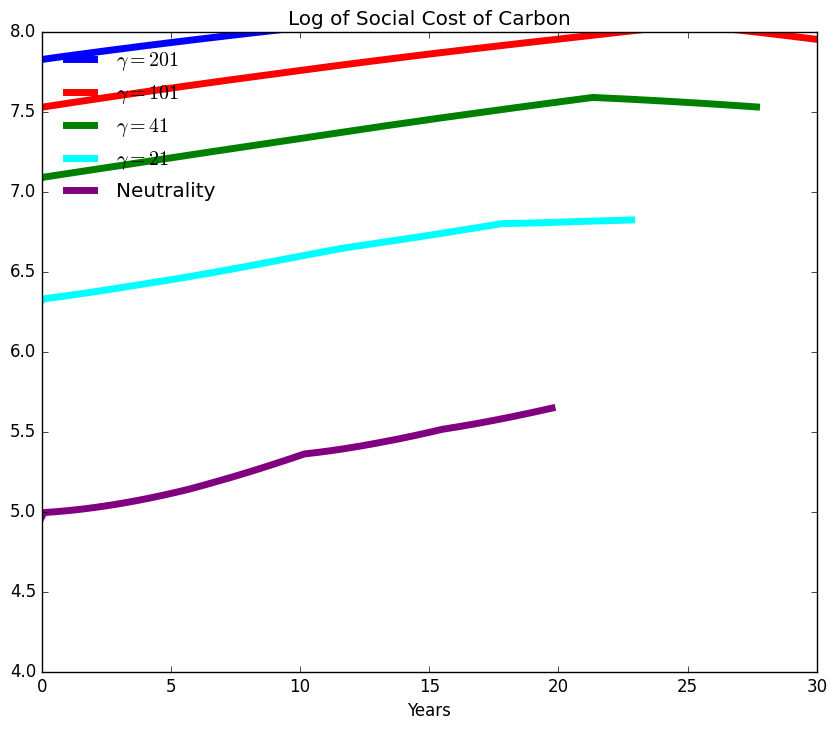 Log of Social Cost of Carbon
8.0
7.5
7.0
6.5
6.0
5.5
5.0
4.5
4.0
γ = 201
γ = 101
γ = 41
γ = 21
Neutrality
0 5 10 15 20 25 30
Years